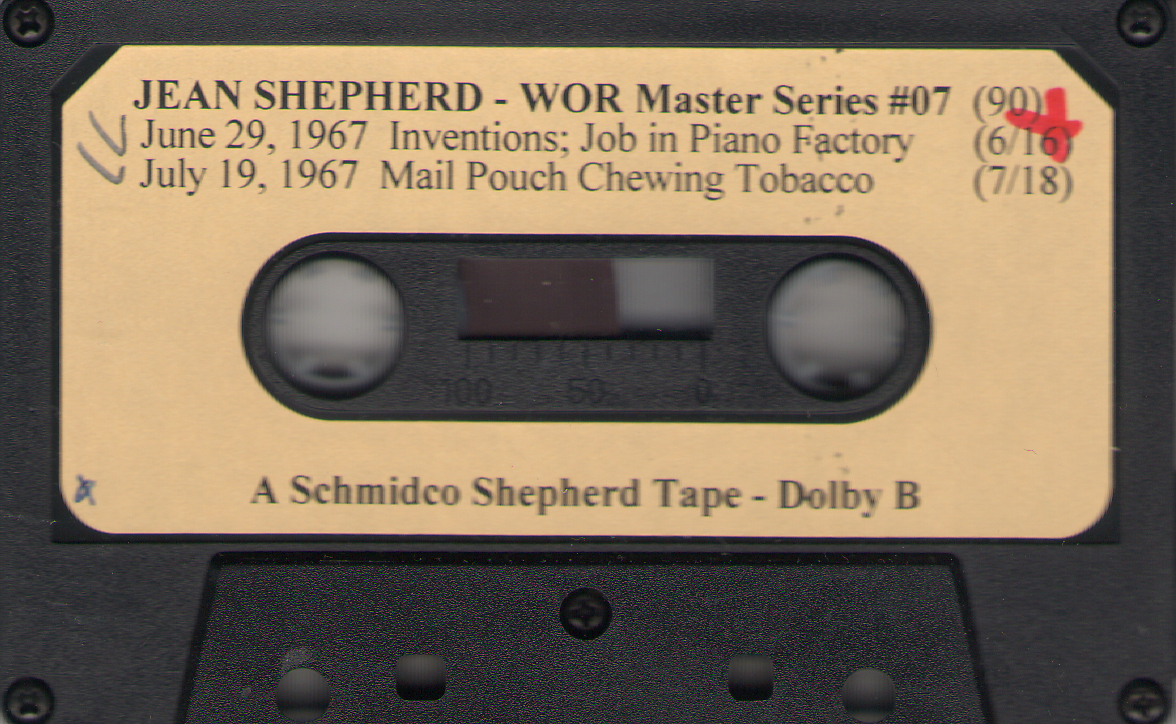 JEAN SHEPHERD - WOR Master Series #07 (90)
June 29, 1967 Inventions; Job in Piano Factory (6/16)
July 19, 1967 Mail Pouch Chewing Tobacco (7/18)
100 50 0
A Schmidco Shepherd Tape - Dolby B